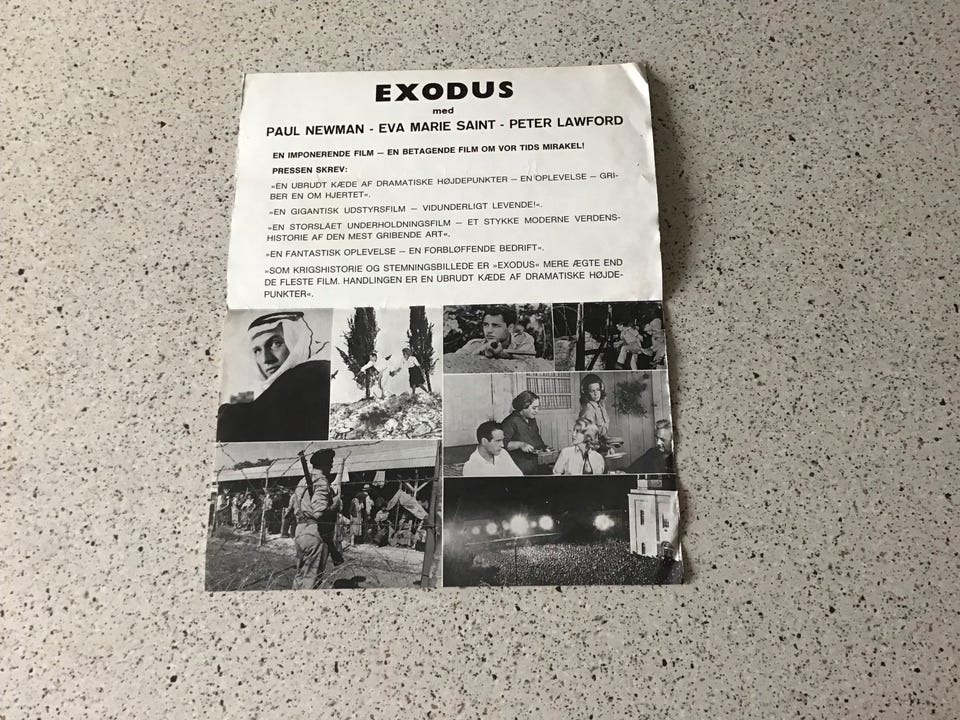 EXODUS
med
PAUL NEWMAN - EVA MARIE SAINT - PETER LAWFORD
EN IMPONERENDE FILM — EN BETAGENDE FILM OM VOR TIDS MIRAKEL!
PRESSEN SKREV:
»EN UBRUDT KÆDE AF DRAMATISKE HØJDEPUNKTER — EN OPLEVELSE — GRI-
BER EN OM HJERTET«.
»EN GIGANTISK UDSTYRSFILM — VIDUNDERLIGT LEVENDE!«.
»EN STORSLAET UNDERHOLDNINGSFILM — ET STYKKE MODERNE VERDENS-
HISTORIE AF DEN MEST GRIBENDE ART«.
»EN FANTASTISK OPLEVELSE — EN FORBLØFFENDE BEDRIFT«.
»SOM KRIGSHISTORIE OG STEMNINGSBILLEDE ER »EXODUS« MERE ÆGTE END
DE FLESTE FILM. HANDLINGEN ER EN UBRUDT KÆDE AF DRAMATISKE HØJDE-
PUNKTER«.